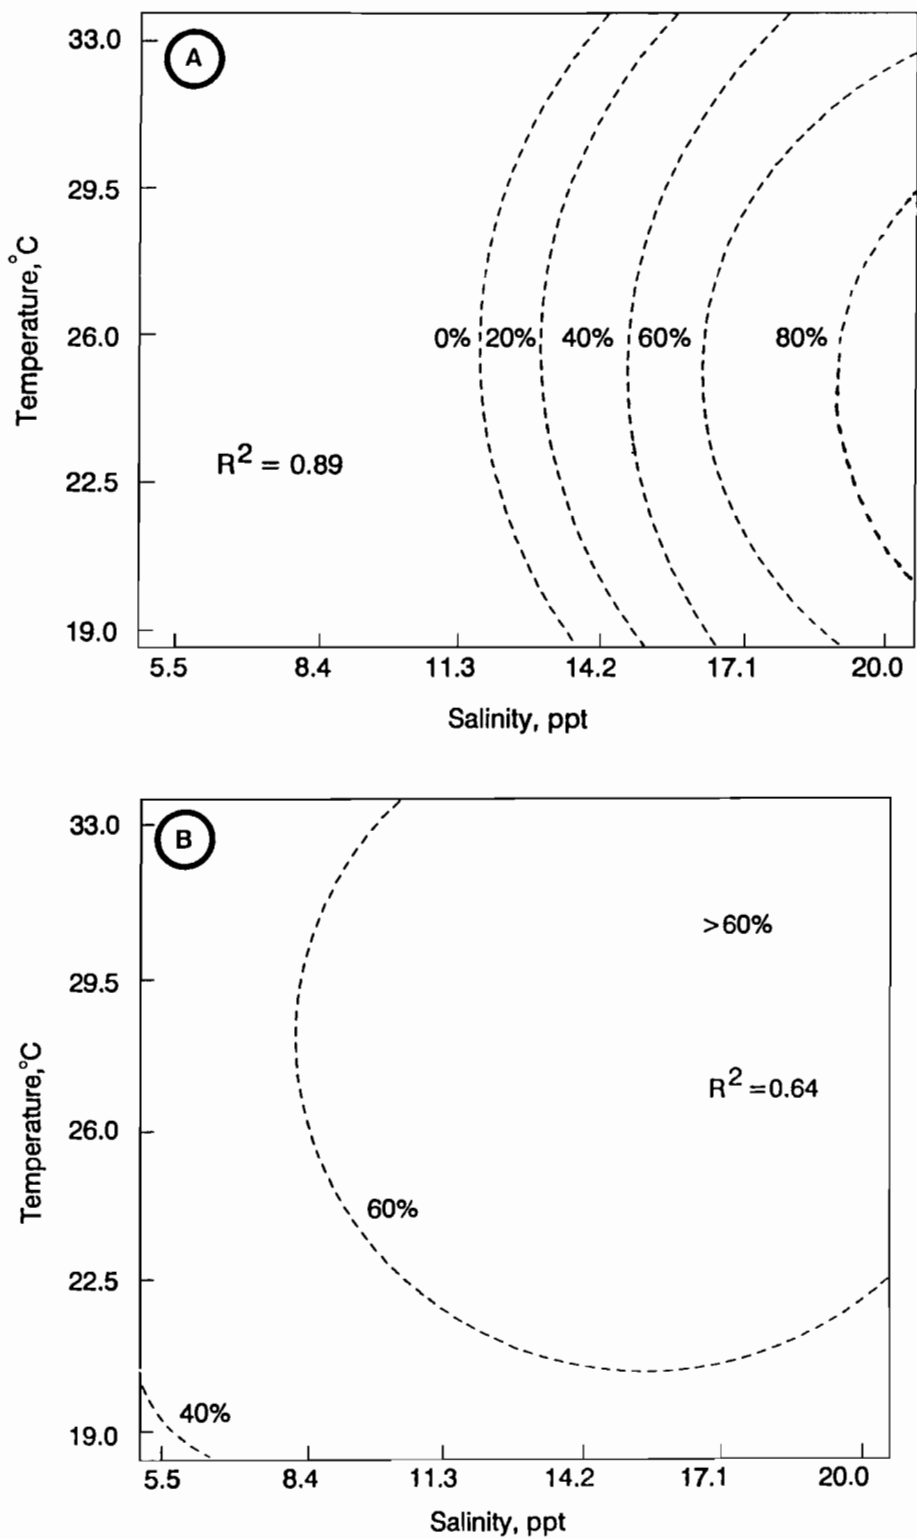 A
33.0
29.5
26.0
22.5
19.0
Temperature,°C
0% 20% 40% 60% 80%
R2 = 0.89
5.5 8.4 11.3 14.2 17.1 20.0
Salinity, ppt
B
33.0
29.5
26.0
22.5
19.0
Temperature,°C
>60%
R2 =0.64
60%
40%
5.5 8.4 11.3 14.2 17.1 20.0
Salinity, ppt